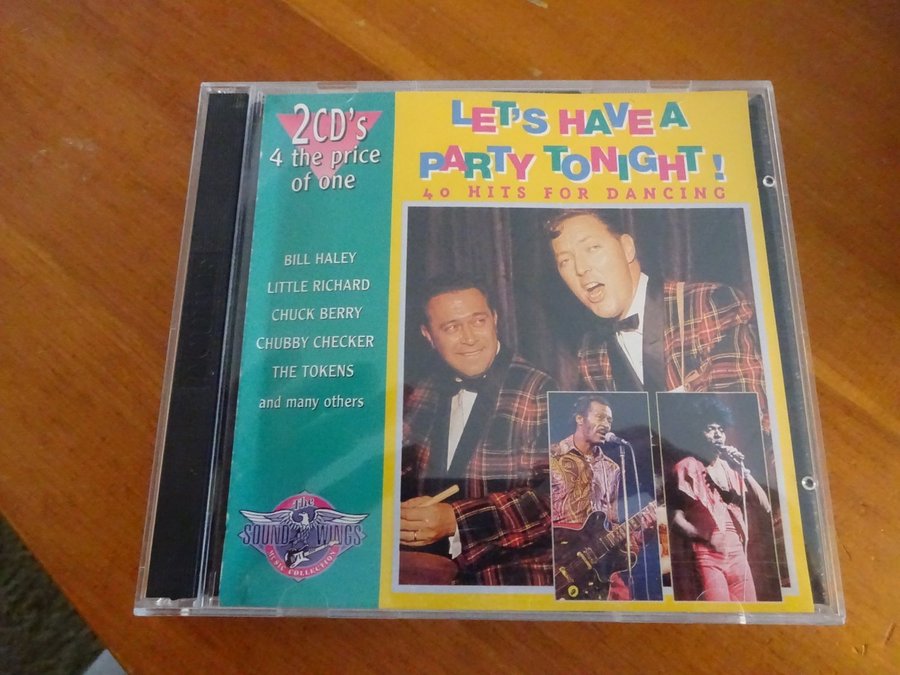 2CD's
4 the price
of one
BILL HALEY
LITTLE RICHARD
CHUCK BERRY
CHUBBY CHECKER
THE TOKENS
and many others
The
SOUND WINGS
MUSIC COLLECTION
LET'S HAVE A
PARTY TONIGHT!
40 HITS FOR DANCING